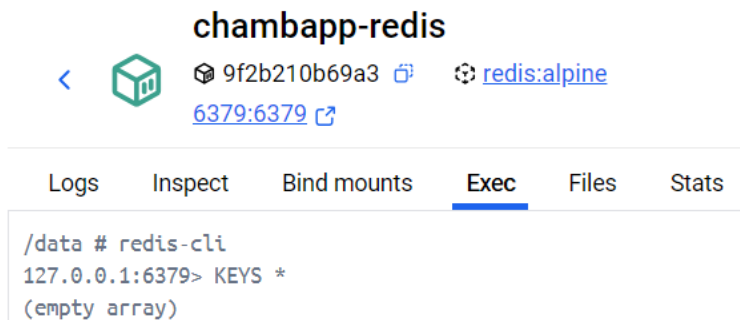 chambapp-redis
9f2b210b69a3 redis:alpine
6379:6379
Logs Inspect Bind mounts Exec Files Stats
/data # redis-cli
127.0.0.1:6379> KEYS *
(empty array)